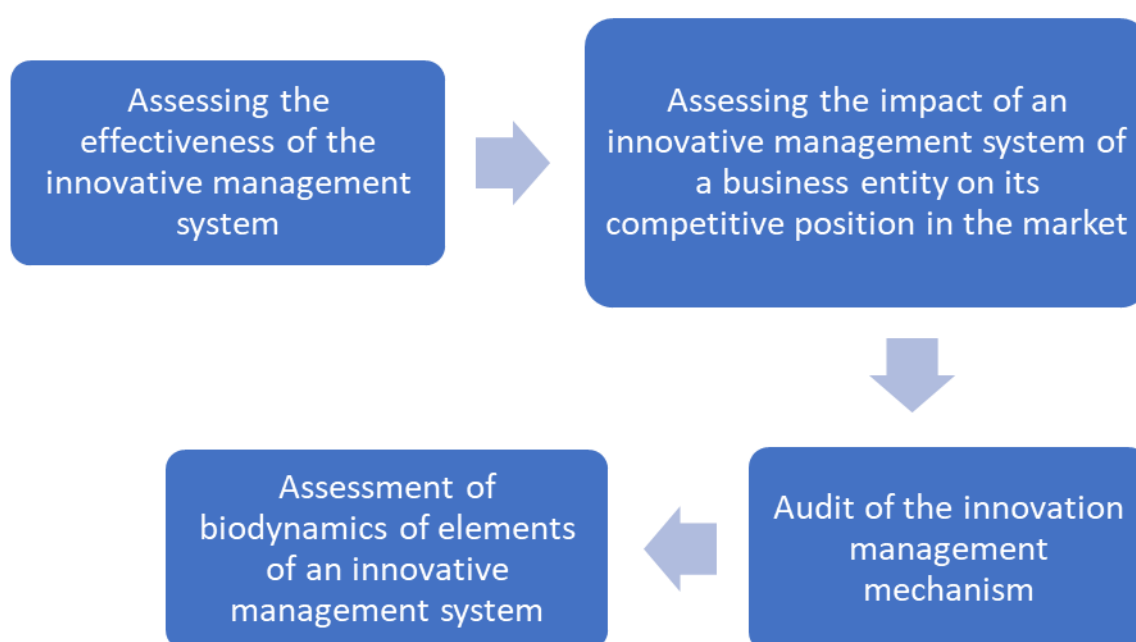 Assessing the
effectiveness of the
innovative management
system
Assessing the impact of an
innovative management system of
a business entity on its
competitive position in the market
Audit of the innovation
management
mechanism
Assessment of
biodynamics of elements
of an innovative
management system